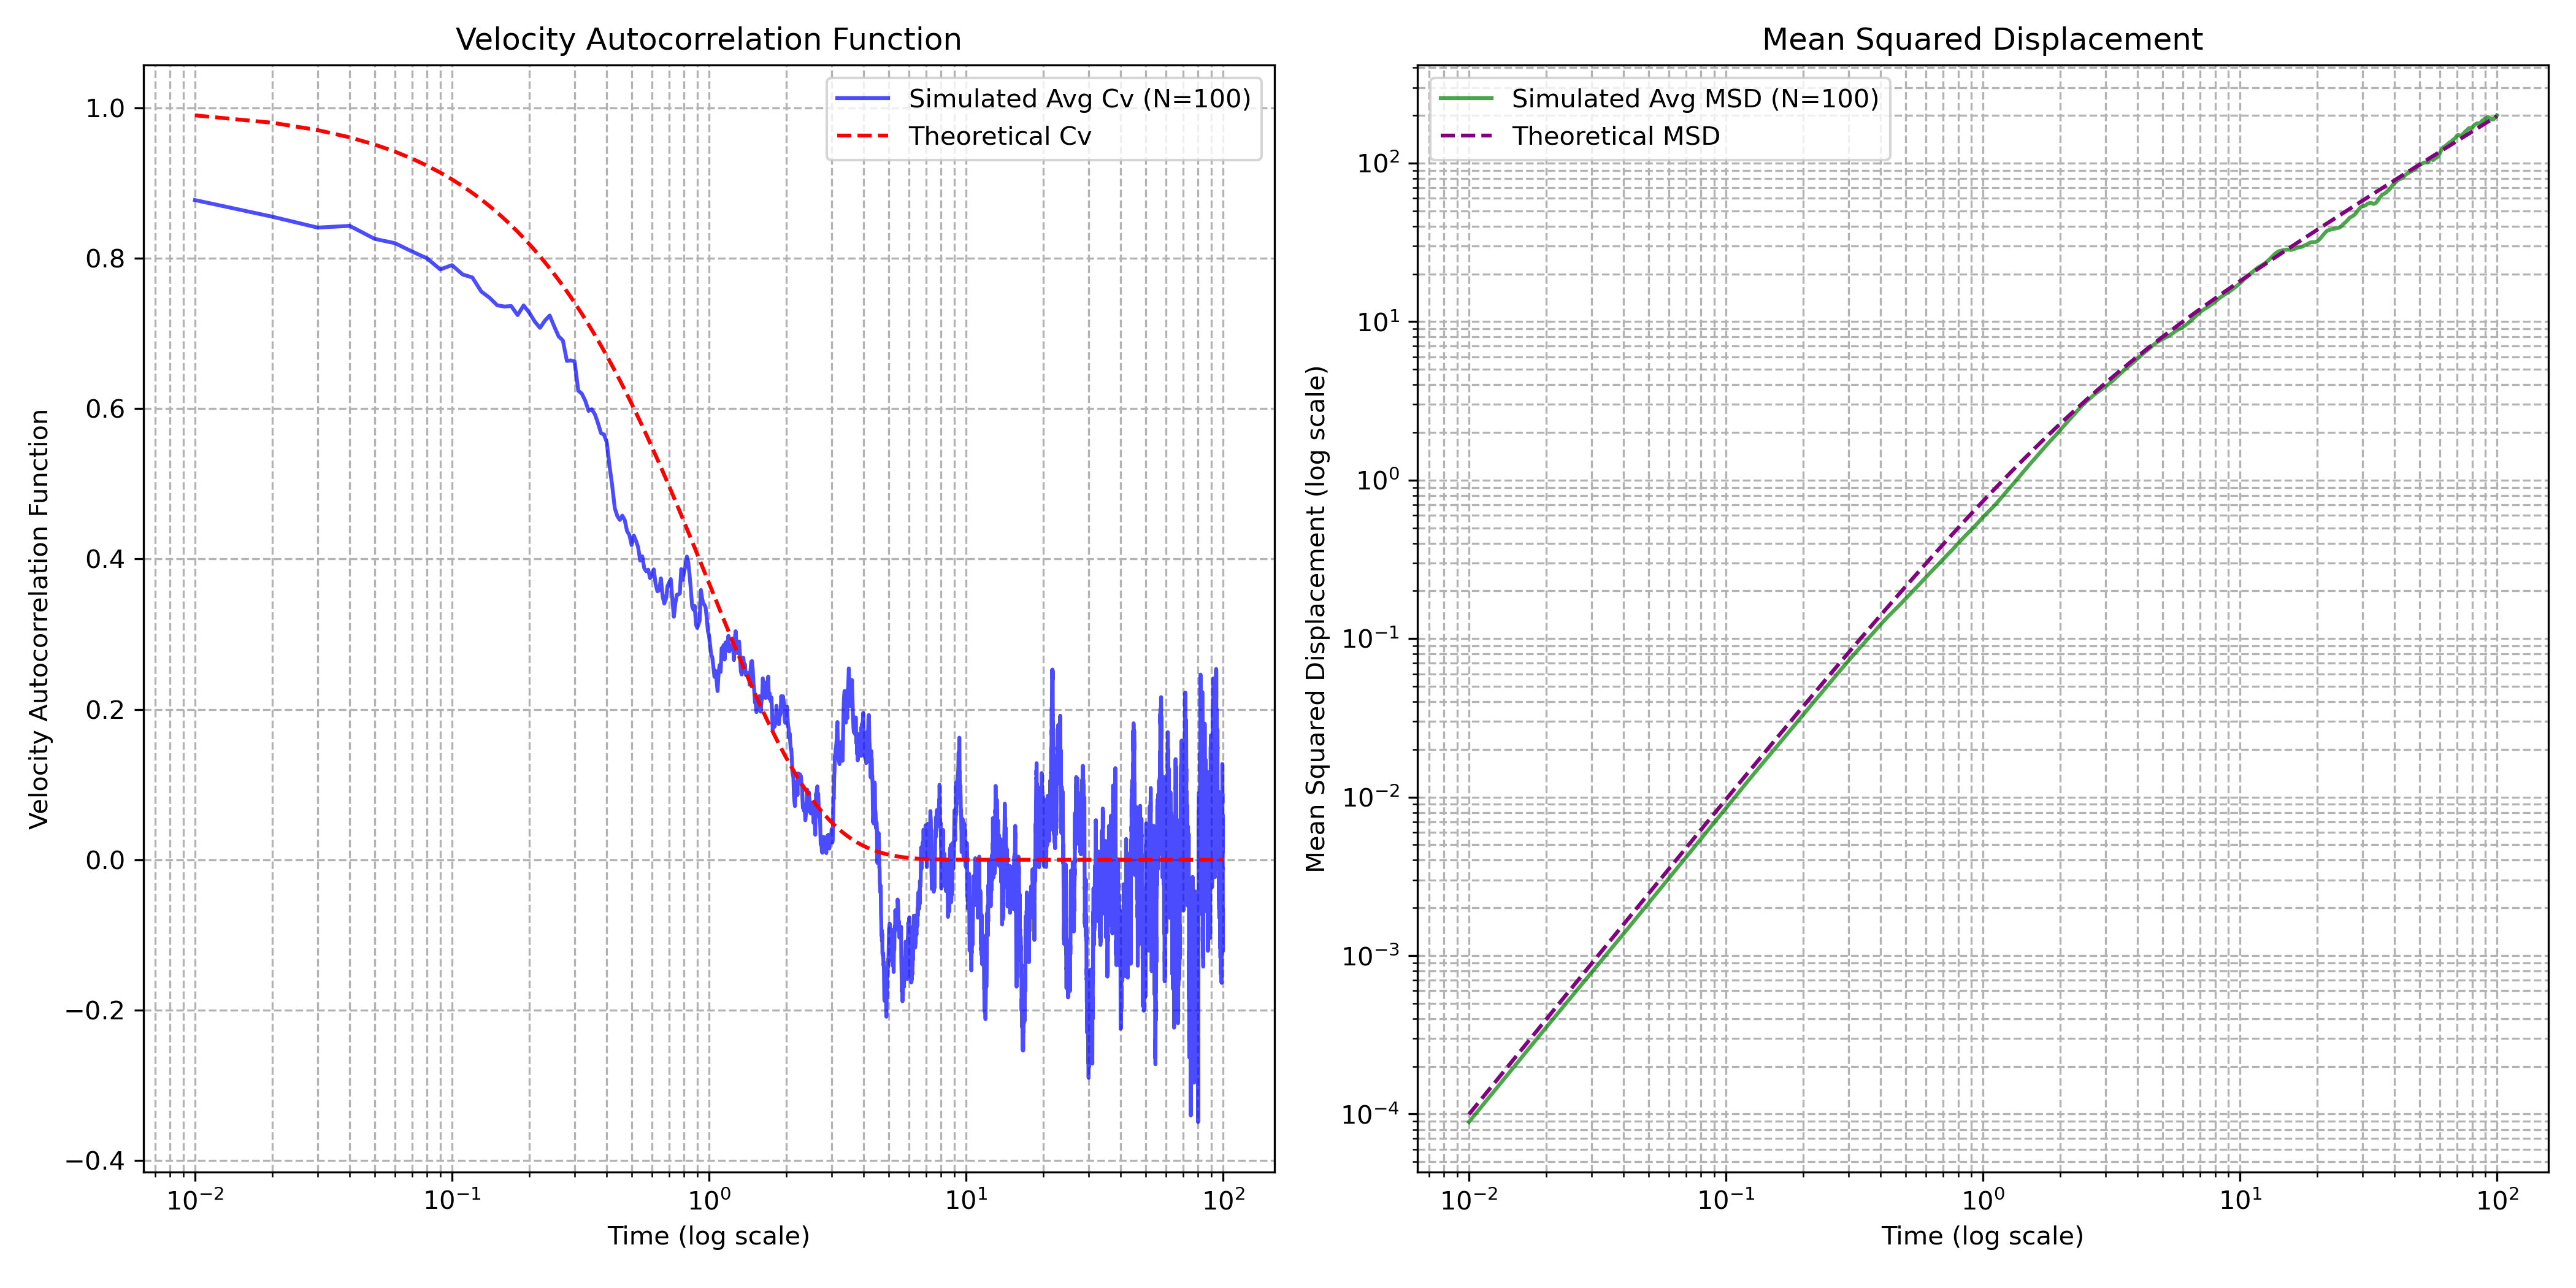 Velocity Autocorrelation Function
Simulated Avg Cv (N=100)
Theoretical Cv
Velocity Autocorrelation Function
1.0
0.8
0.6
0.4
0.2
0.0
−0.2
−0.4
10⁻²
10⁻¹
10⁰
10¹
10²
Time (log scale)
Mean Squared Displacement
Simulated Avg MSD (N=100)
Theoretical MSD
Mean Squared Displacement (log scale)
10²
10¹
10⁰
10⁻¹
10⁻²
10⁻³
10⁻⁴
10⁻²
10⁻¹
10⁰
10¹
10²
Time (log scale)